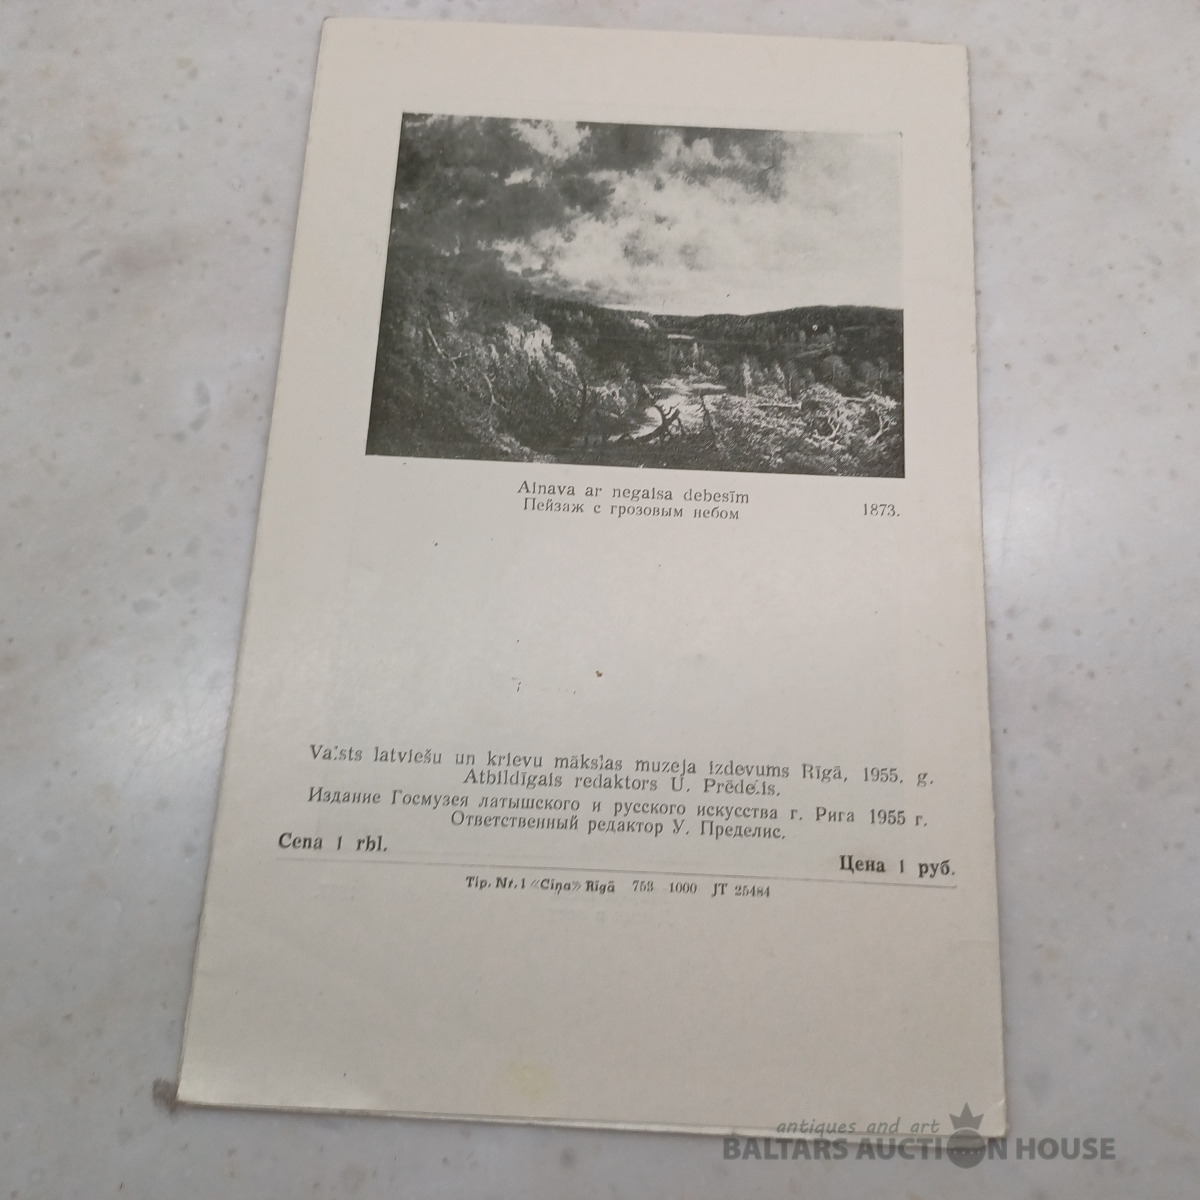 Ainava ar negaisa debesīm
Пейзаж с грозовым небом 1873.
Valsts latviešu un krievu mākslas muzeja izdevums Rīgā, 1955. g.
Atbildīgais redaktors U. Prēdelis.
Издание Госмузея латышского и русского искусства г. Рига 1955 г.
Ответственный редактор У. Пределис.
Cena 1 rbl.
Цена 1 руб.
Tip. Nr. 1 «Cīņa» Rīgā 753 1000 JT 25484
antiques and art
BALTARS AUCTION HOUSE